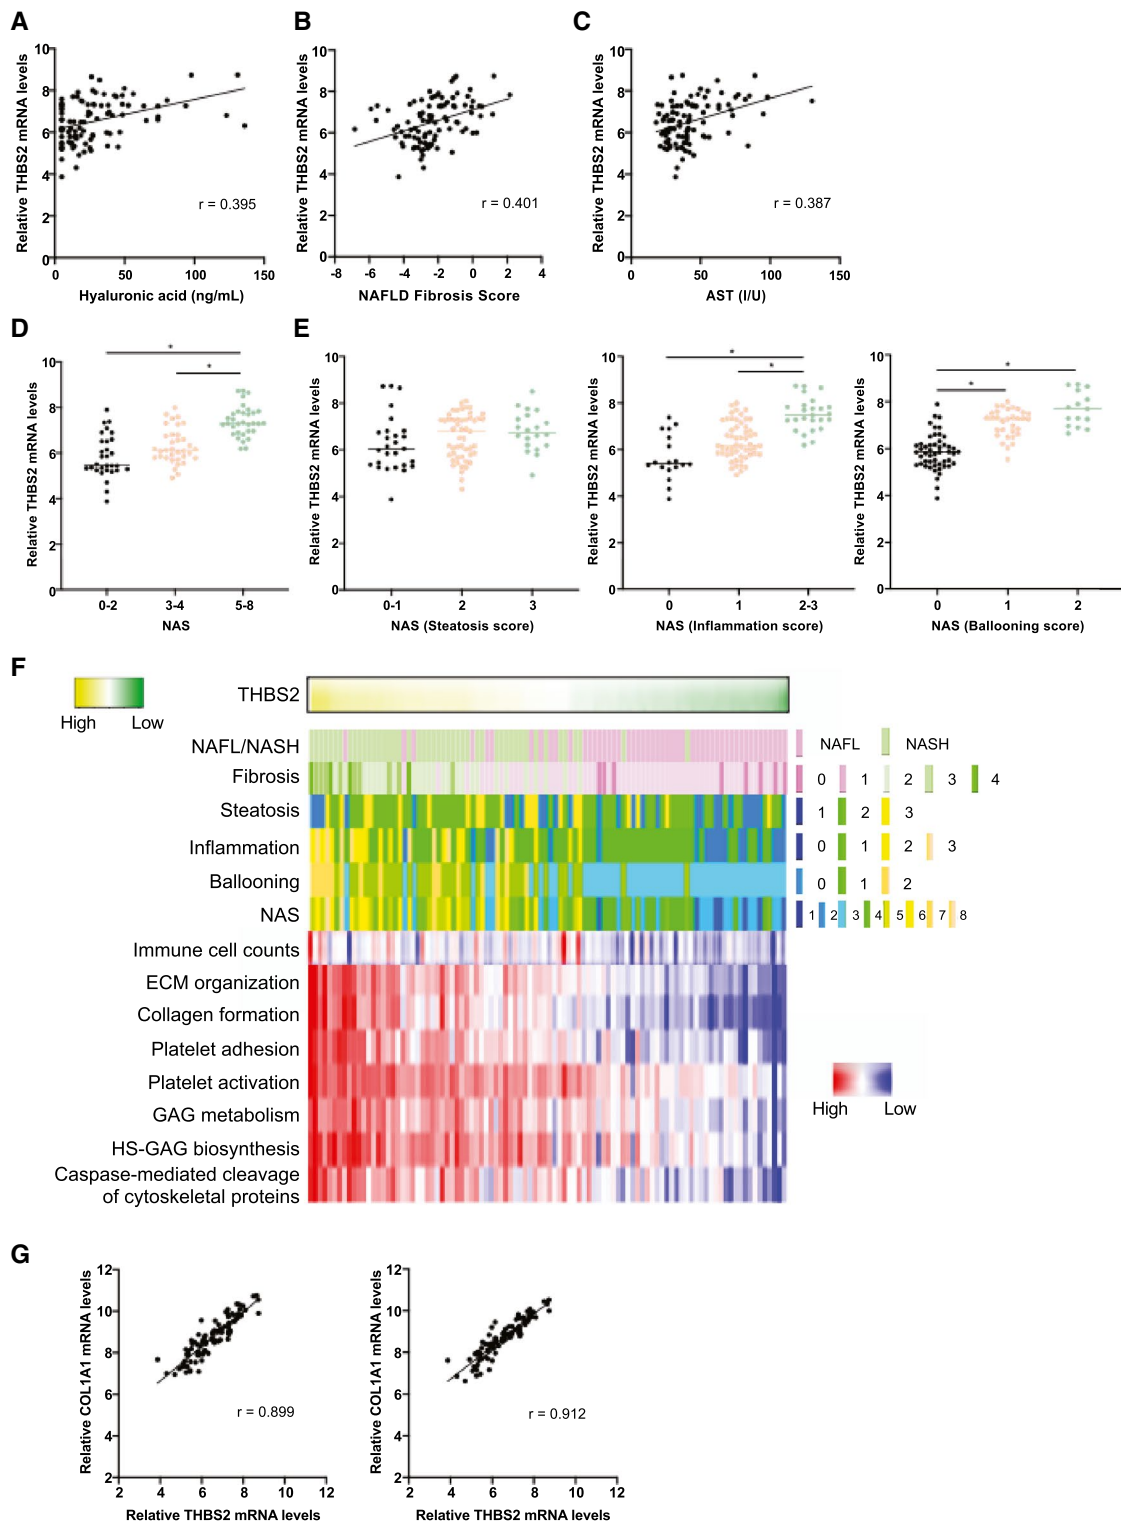 A
B
C
Relative THBS2 mRNA levels
10
8
6
4
2
0
0
50
100
150
Hyaluronic acid (ng/mL)
r = 0.395
Relative THBS2 mRNA levels
10
8
6
4
2
0
-8
-6
-4
-2
0
2
4
NAFLD Fibrosis Score
r = 0.401
Relative THBS2 mRNA levels
10
8
6
4
2
0
0
50
100
150
AST (I/U)
r = 0.387
D
E
Relative THBS2 mRNA levels
10
8
6
4
2
0
*
*
0-2
3-4
5-8
NAS
Relative THBS2 mRNA levels
10
8
6
4
2
0
0-1
2
3
NAS (Steatosis score)
Relative THBS2 mRNA levels
10
8
6
4
2
0
*
*
0
1
2-3
NAS (Inflammation score)
Relative THBS2 mRNA levels
10
8
6
4
2
0
*
*
0
1
2
NAS (Ballooning score)
F
High Low
THBS2
NAFL/NASH
NAFL NASH
Fibrosis
0 1 2 3 4
Steatosis
1 2 3
Inflammation
0 1 2 3
Ballooning
0 1 2
NAS
1 2 3 4 5 6 7 8
Immune cell counts
ECM organization
Collagen formation
Platelet adhesion
Platelet activation
GAG metabolism
HS-GAG biosynthesis
Caspase-mediated cleavage
of cytoskeletal proteins
High Low
G
Relative COL1A1 mRNA levels
12
10
8
6
4
2
2
4
6
8
10
12
Relative THBS2 mRNA levels
r = 0.899
Relative COL1A1 mRNA levels
12
10
8
6
4
2
2
4
6
8
10
12
Relative THBS2 mRNA levels
r = 0.912